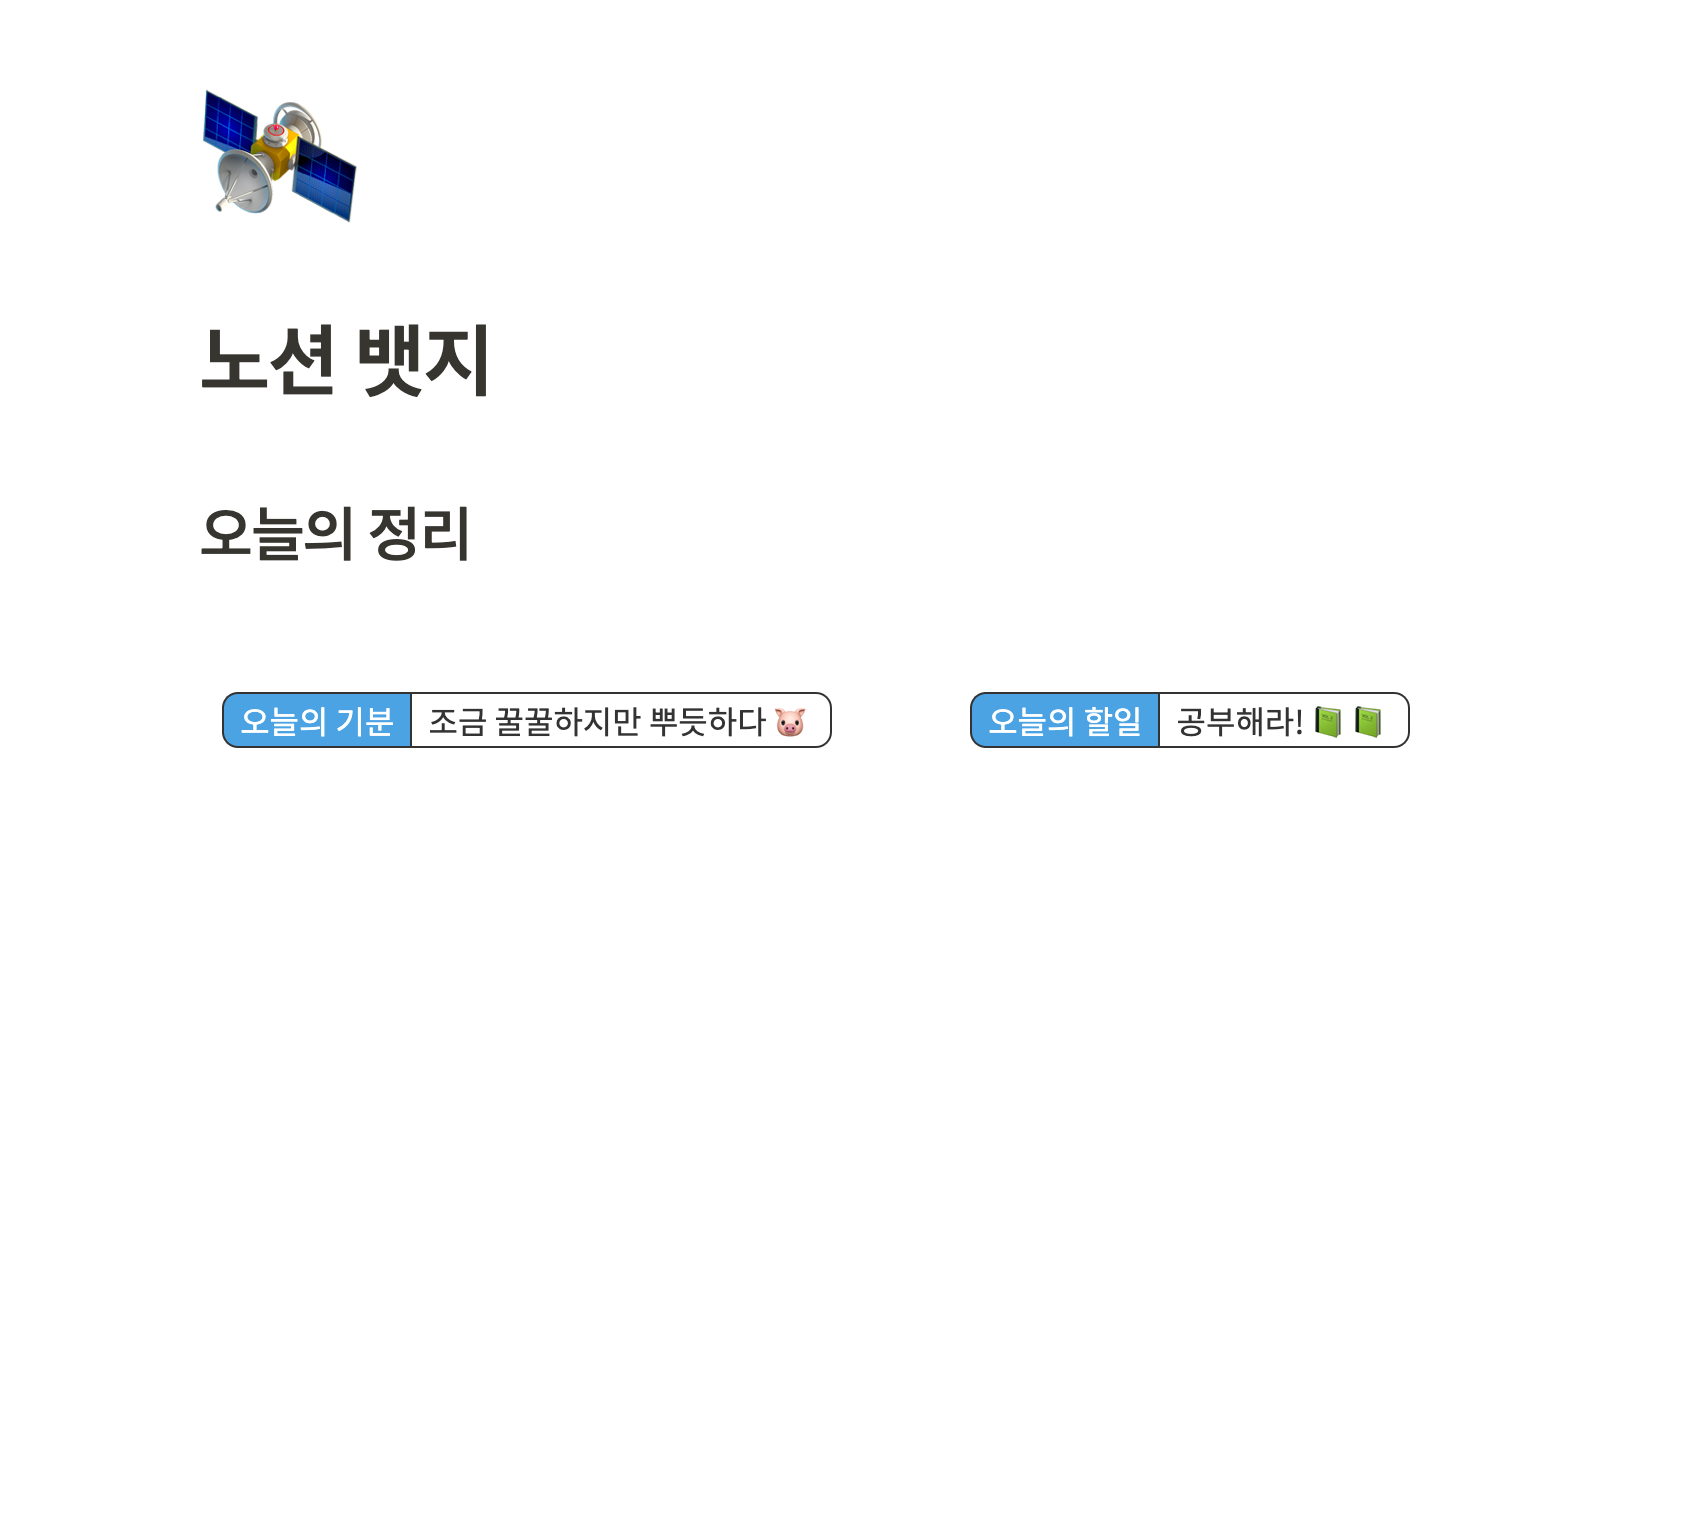 노션 뱃지
오늘의 정리
오늘의 기분 조금 꿀꿀하지만 뿌듯하다 🐷
오늘의 할일 공부해라! 📗 📗